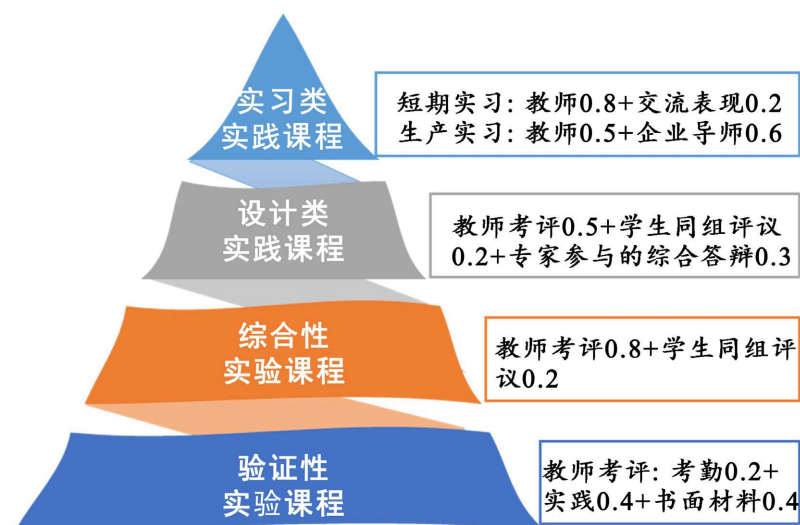 实习类
实践课程
短期实习: 教师0.8+交流表现0.2
生产实习: 教师0.5+企业导师0.6
设计类
实践课程
教师考评0.5+学生同组评议
0.2+专家参与的综合答辩0.3
综合性
实验课程
教师考评0.8+学生同组评
议0.2
验证性
实验课程
教师考评: 考勤0.2+
实践0.4+书面材料0.4